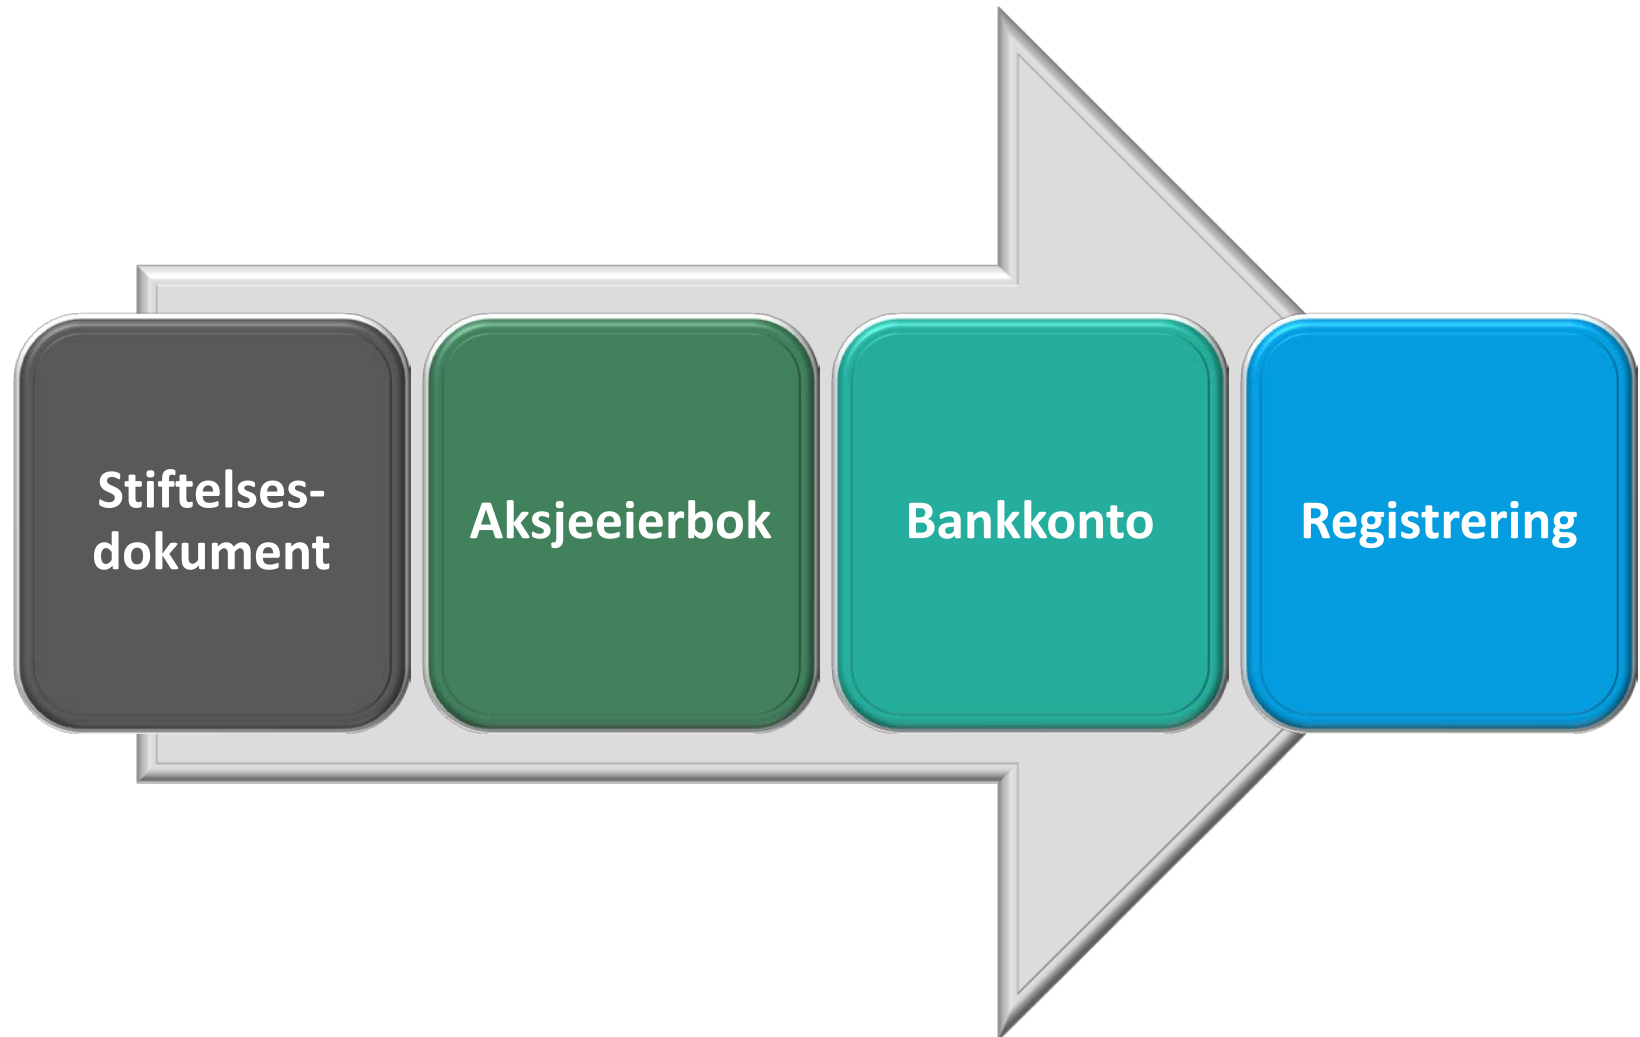 Stiftelses-
dokument
Aksjeeierbok
Bankkonto
Registrering